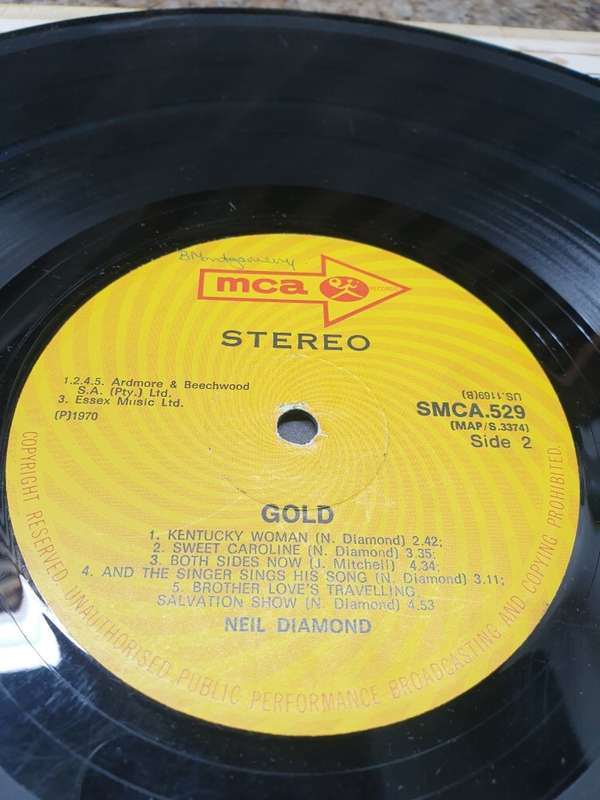 B Montgomery
mca RECORDS
STEREO
1.2.4.5. Ardmore & Beechwood
S.A. (Pty.) Ltd.
3. Essex Music Ltd.
(P)1970
US.1169(B)
SMCA.529
(MAP/S.3374)
Side 2
GOLD
1. KENTUCKY WOMAN (N. Diamond) 2.42;
2. SWEET CAROLINE (N. Diamond) 3.35;
3. BOTH SIDES NOW (J. Mitchell) 4.34;
4. AND THE SINGER SINGS HIS SONG (N. Diamond) 3.11;
5. BROTHER LOVE'S TRAVELLING
SALVATION SHOW (N. Diamond) 4.53
NEIL DIAMOND
COPYRIGHT RESERVED UNAUTHORISED PUBLIC PERFORMANCE BROADCASTING AND COPYING PROHIBITED